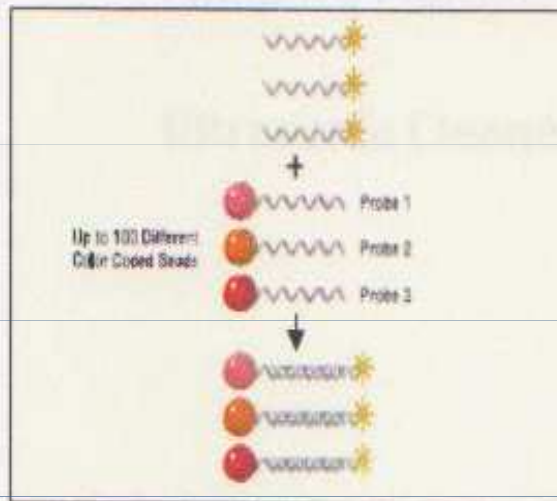 +
Probe 1
Up to 100 Different
Probe 2
Color Coded Beads
Probe 3